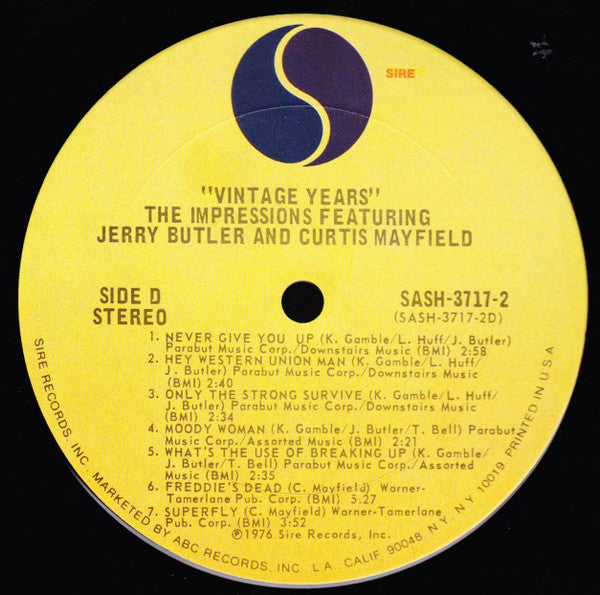 SIRE
"VINTAGE YEARS"
THE IMPRESSIONS FEATURING
JERRY BUTLER AND CURTIS MAYFIELD
SIDE D
STEREO
SASH-3717-2
(SASH-3717-2D)
1. NEVER GIVE YOU UP (K. Gamble/L. Huff/J. Butler)
Parabut Music Corp./Downstairs Music (BMI) 2:58
2. HEY WESTERN UNION MAN (K. Gamble/L. Huff/
J. Butler) Parabut Music Corp./Downstairs Music
(BMI) 2:40
3. ONLY THE STRONG SURVIVE (K. Gamble/L. Huff/
J. Butler) Parabut Music Corp./Downstairs Music
(BMI) 2:34
4. MOODY WOMAN (K. Gamble/J. Butler/T. Bell) Parabut
Music Corp./Assorted Music (BMI) 2:21
5. WHAT'S THE USE OF BREAKING UP (K. Gamble/
J. Butler/T. Bell) Parabut Music Corp./Assorted
Music (BMI) 2:35
6. FREDDIE'S DEAD (C. Mayfield) Warner-
Tamerlane Pub. Corp. (BMI) 5:27
7. SUPERFLY (C. Mayfield) Warner-Tamerlane
Pub. Corp. (BMI) 3:52
℗1976 Sire Records, Inc.
SIRE RECORDS, INC. MARKETED BY ABC RECORDS, INC., L.A., CALIF. 90048, N.Y., N.Y. 10019, PRINTED IN U.S.A.